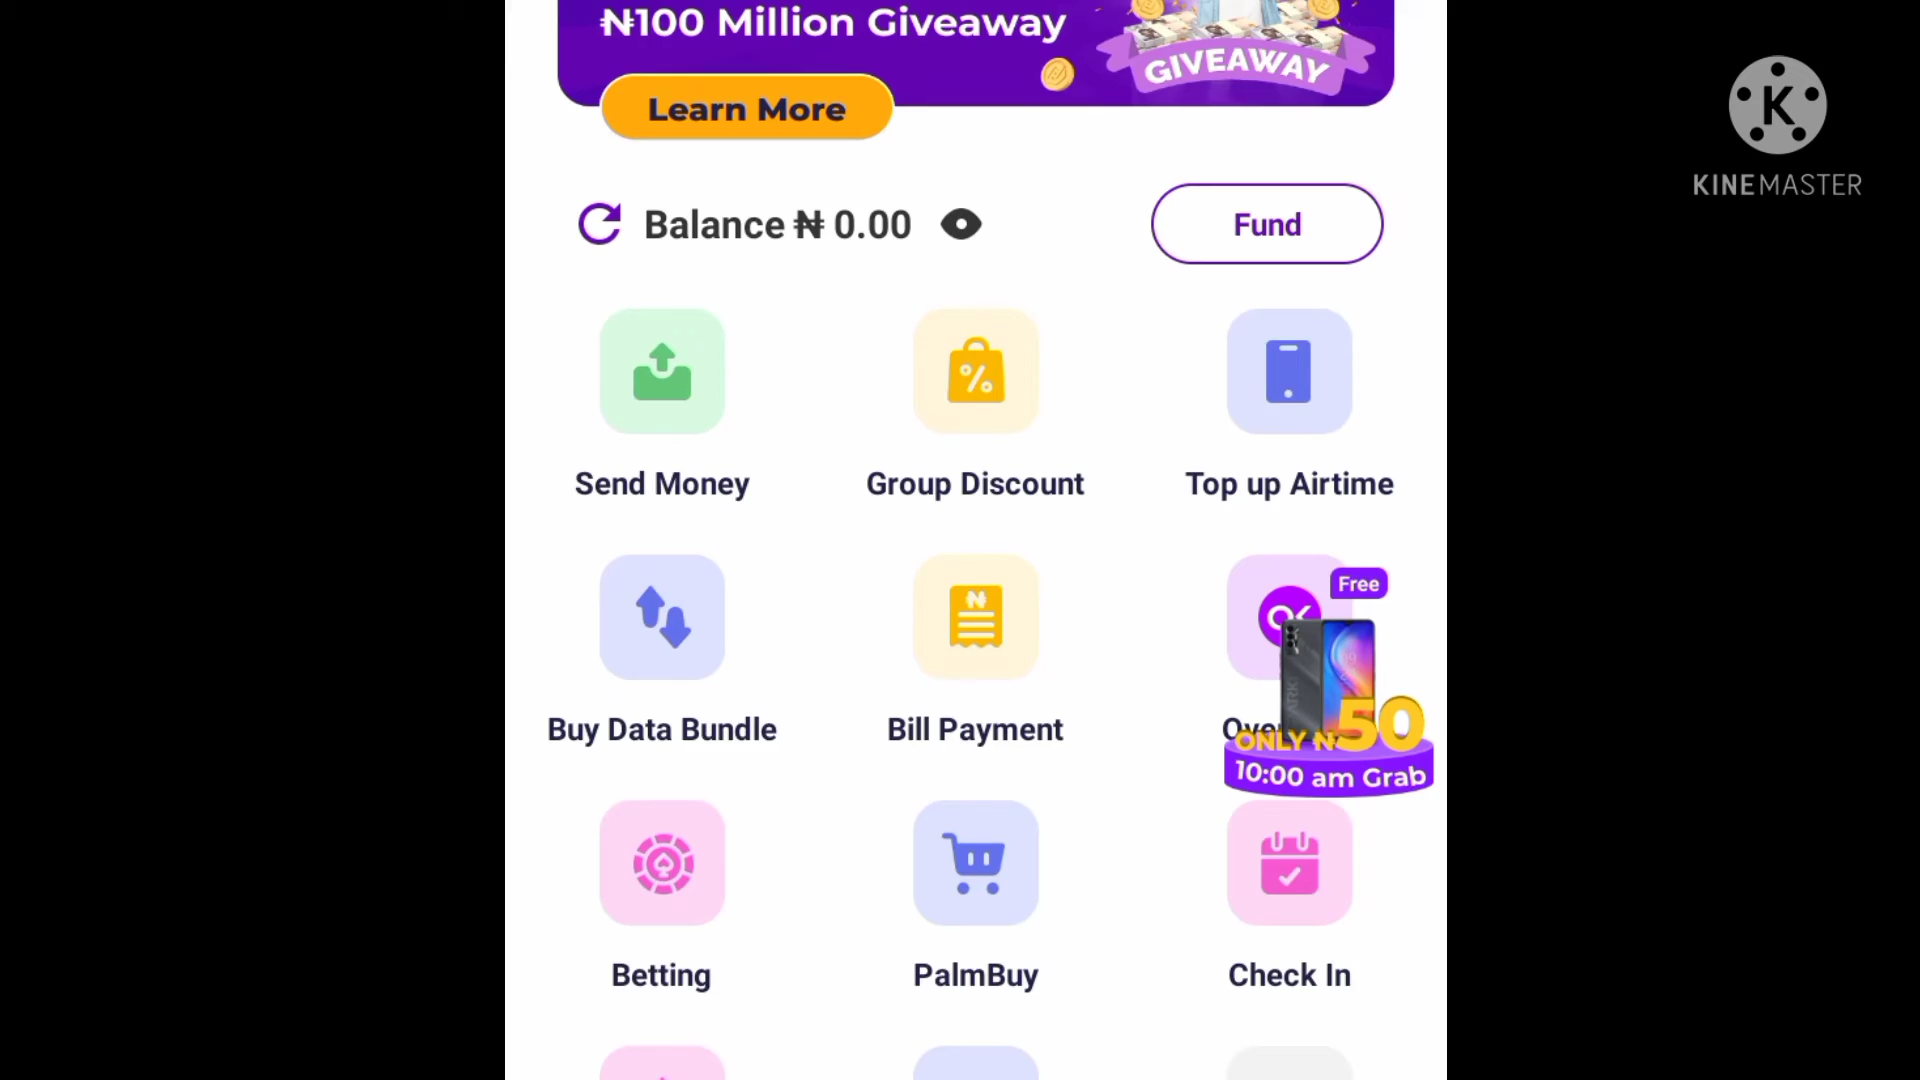 ₦100 Million Giveaway
GIVEAWAY
Learn More
K
KINEMASTER
Balance ₦ 0.00
Fund
Send Money
Group Discount
Top up Airtime
Free
Buy Data Bundle
Bill Payment
ONLY ₦50
10:00 am Grab
Betting
PalmBuy
Check In